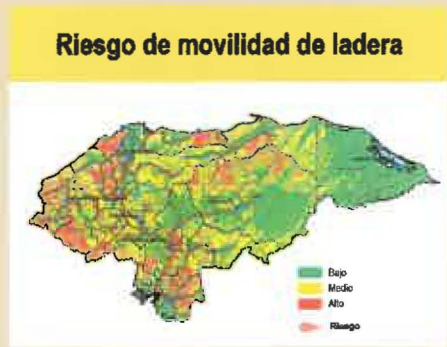 Riesgo de movilidad de ladera
Bajo
Medio
Alto
Riesgo